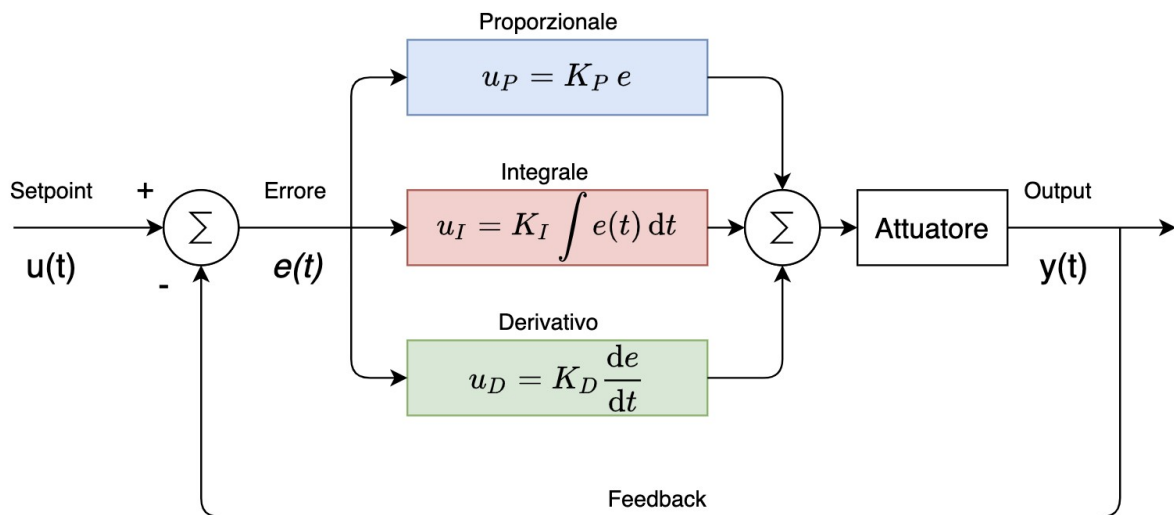 Proporzionale
u_P = K_P e
Integrale
Setpoint
+
Errore
Output
∑
u_I = K_I ∫ e(t) dt
∑
Attuatore
u(t)
-
e(t)
y(t)
Derivativo
u_D = K_D de/dt
Feedback